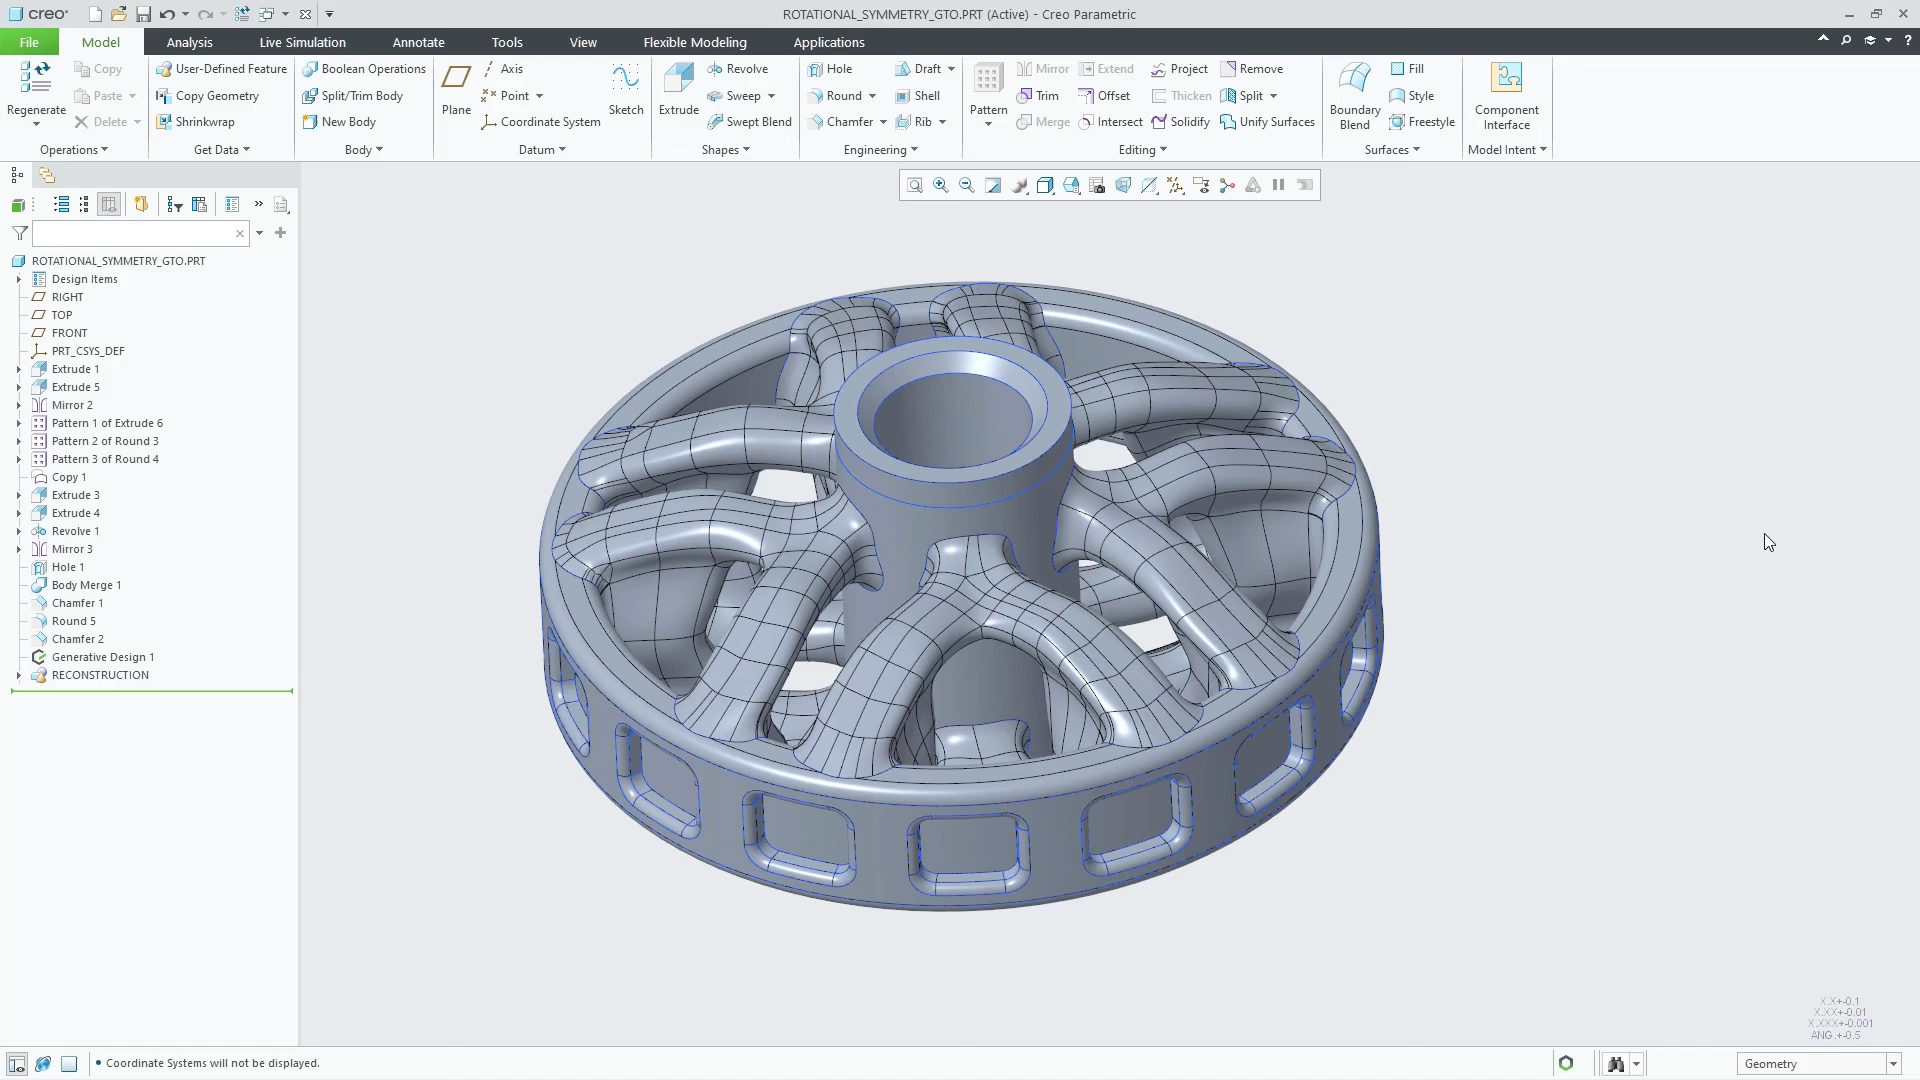 creo
ROTATIONAL_SYMMETRY_GTO.PRT (Active) - Creo Parametric
File Model Analysis Live Simulation Annotate Tools View Flexible Modeling Applications
Regenerate
Copy
Paste
Delete
Operations
User-Defined Feature
Copy Geometry
Shrinkwrap
Get Data
Boolean Operations
Split/Trim Body
New Body
Body
Plane
Axis
Point
Coordinate System
Sketch
Datum
Extrude
Revolve
Sweep
Swept Blend
Shapes
Hole
Round
Chamfer
Draft
Shell
Rib
Engineering
Pattern
Mirror
Trim
Merge
Extend
Offset
Intersect
Project
Thicken
Solidify
Remove
Split
Unify Surfaces
Editing
Boundary
Blend
Fill
Style
Freestyle
Surfaces
Component
Interface
Model Intent
ROTATIONAL_SYMMETRY_GTO.PRT
Design Items
RIGHT
TOP
FRONT
PRT_CSYS_DEF
Extrude 1
Extrude 5
Mirror 2
Pattern 1 of Extrude 6
Pattern 2 of Round 3
Pattern 3 of Round 4
Copy 1
Extrude 3
Extrude 4
Revolve 1
Mirror 3
Hole 1
Body Merge 1
Chamfer 1
Round 5
Chamfer 2
Generative Design 1
RECONSTRUCTION
X.X+-0.1
X.XX+-0.01
X.XXX+-0.001
ANG.+-0.5
• Coordinate Systems will not be displayed.
Geometry